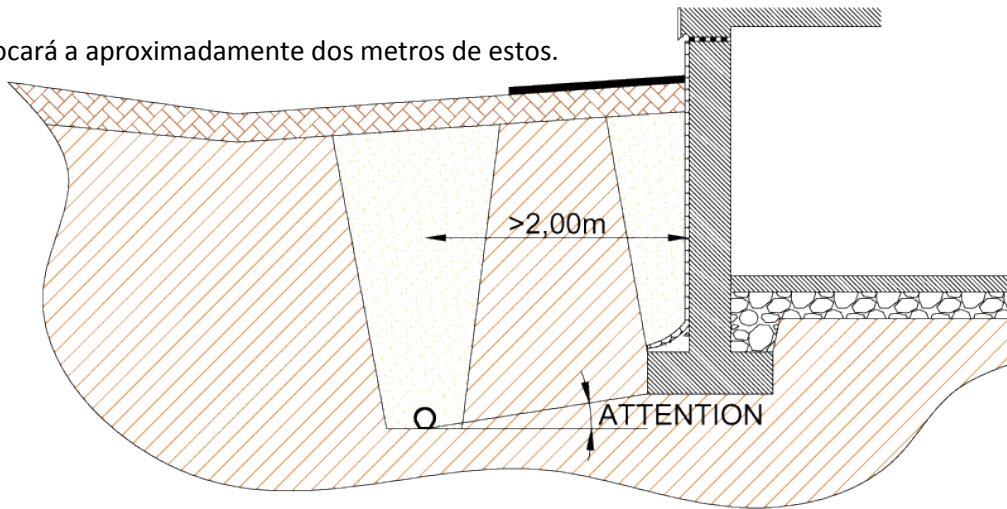 ocará a aproximadamente dos metros de estos.
>2,00m
ATTENTION